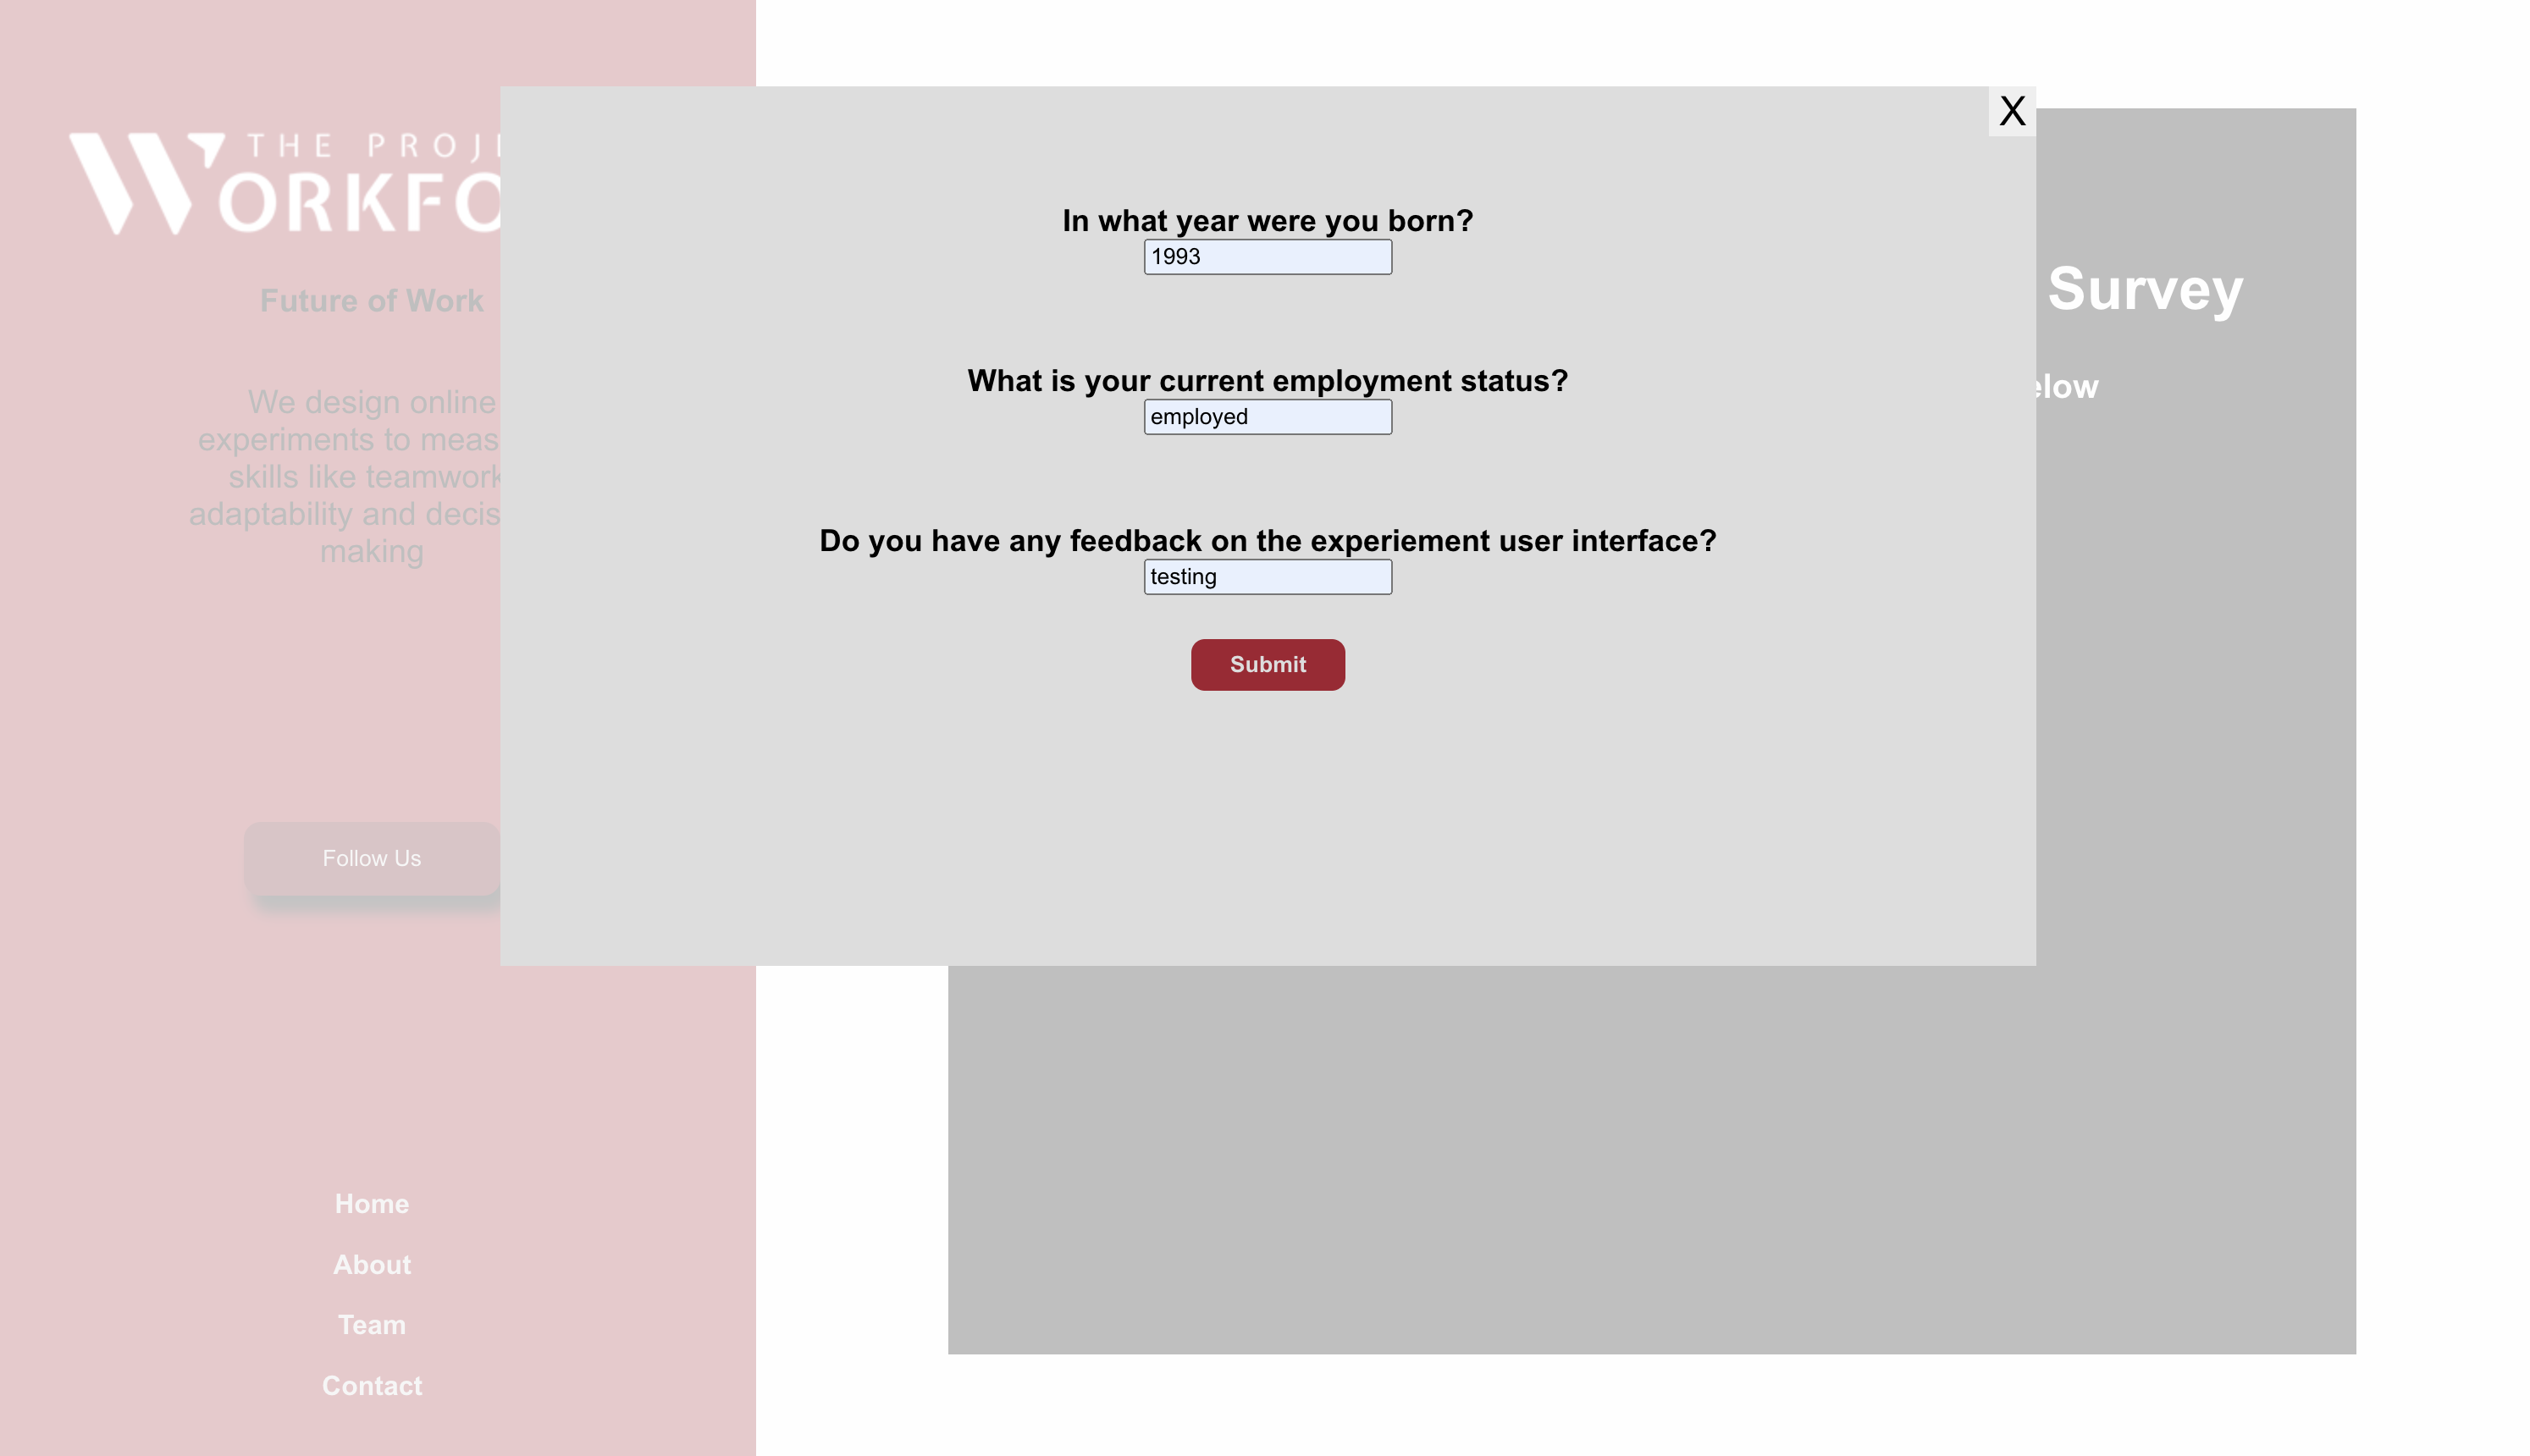 THE PROJ
WORKFO
Future of Work
We design online
experiments to meas
skills like teamwork
adaptability and decis
making
Follow Us
Home
About
Team
Contact
X
In what year were you born?
1993
What is your current employment status?
employed
Do you have any feedback on the experiement user interface?
testing
Submit
Survey
elow